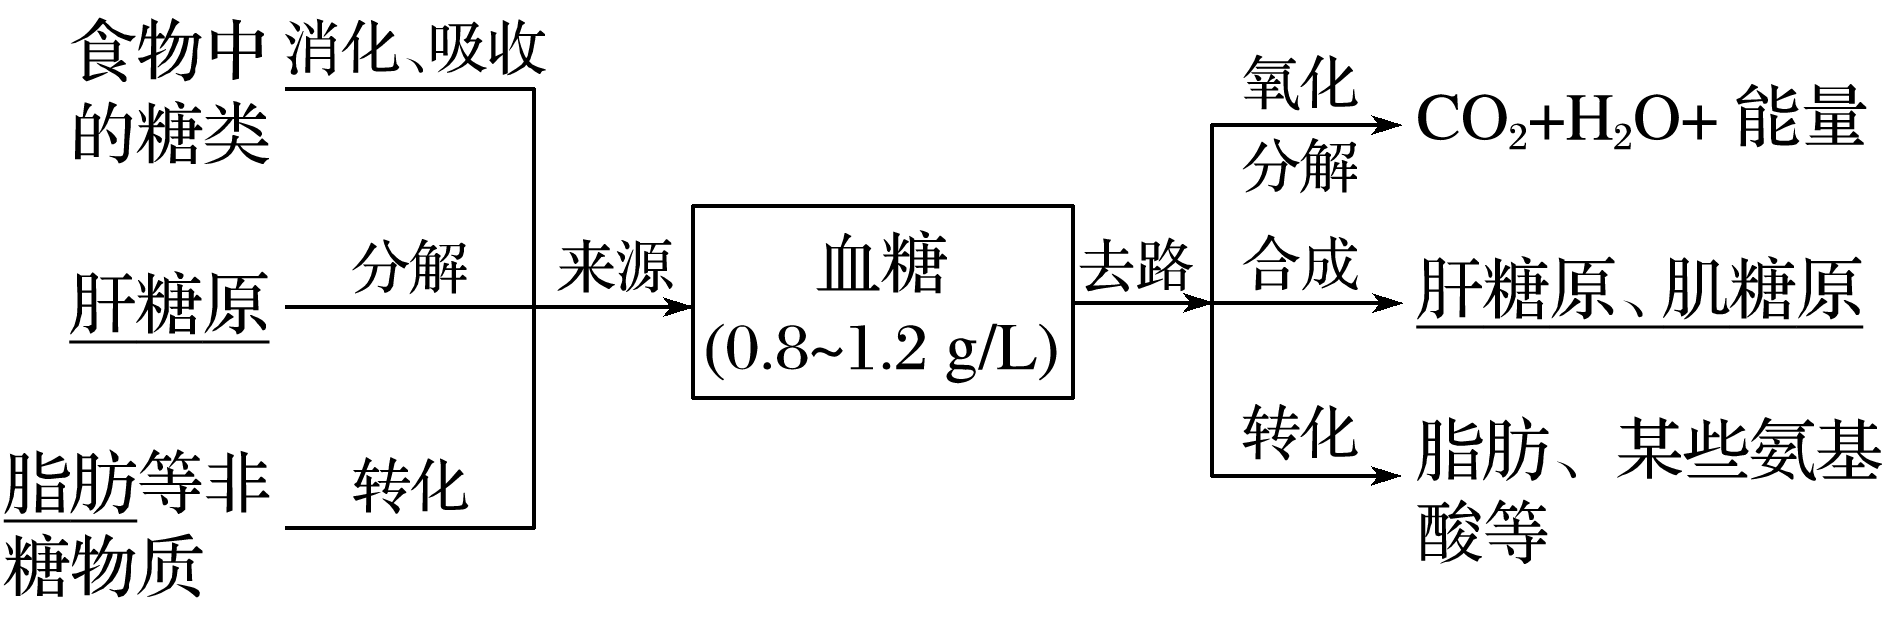 食物中
的糖类
消化、吸收
肝糖原
分解
脂肪等非
糖物质
转化
来源
血糖
(0.8~1.2 g/L)
去路
氧化
分解
CO₂+H₂O+ 能量
合成
肝糖原、肌糖原
转化
脂肪、某些氨基
酸等